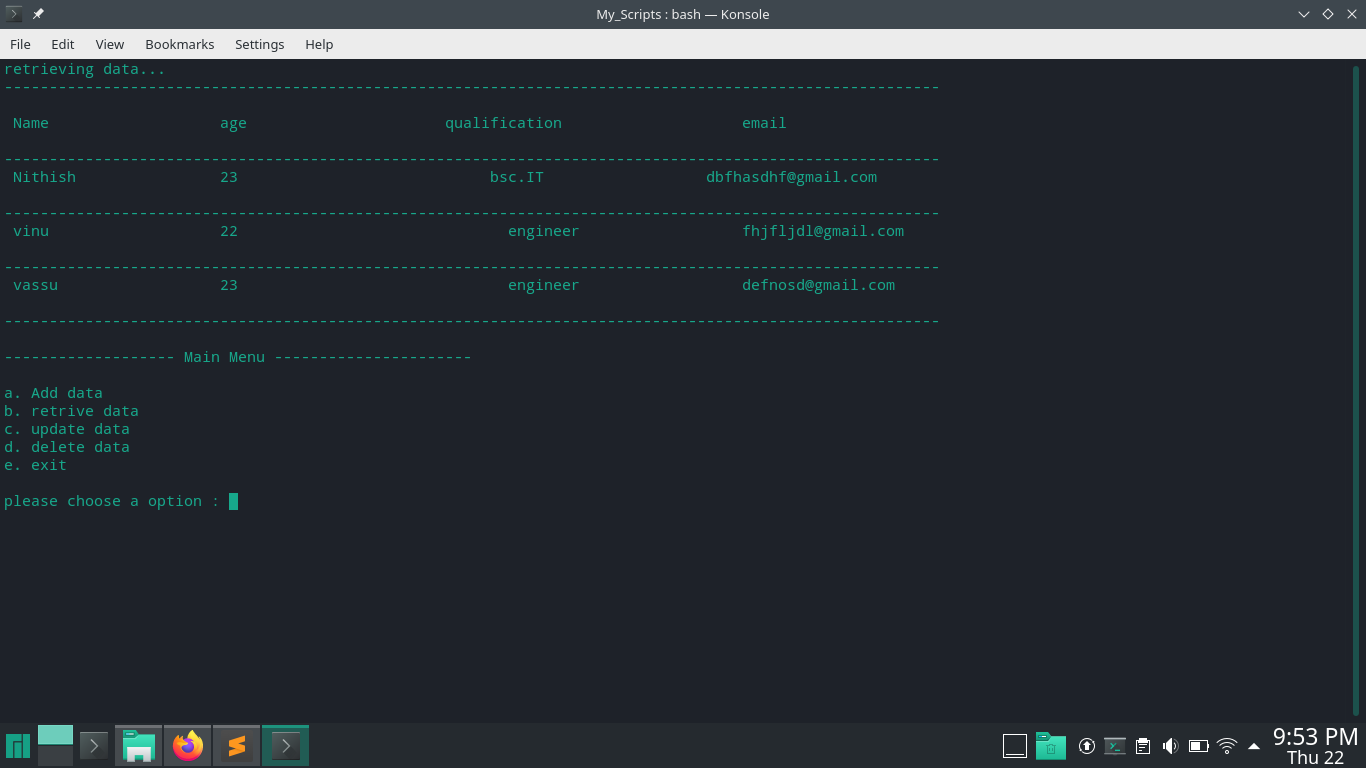 My_Scripts : bash — Konsole
File Edit View Bookmarks Settings Help
retrieving data...
--------------------------------------------------------------------------------------------------------
Name age qualification email
--------------------------------------------------------------------------------------------------------
Nithish 23 bsc.IT dbfhasdhf@gmail.com
--------------------------------------------------------------------------------------------------------
vinu 22 engineer fhjfljdl@gmail.com
--------------------------------------------------------------------------------------------------------
vassu 23 engineer defnosd@gmail.com
--------------------------------------------------------------------------------------------------------
------------------- Main Menu ----------------------
a. Add data
b. retrive data
c. update data
d. delete data
e. exit
please choose a option :
9:53 PM
Thu 22